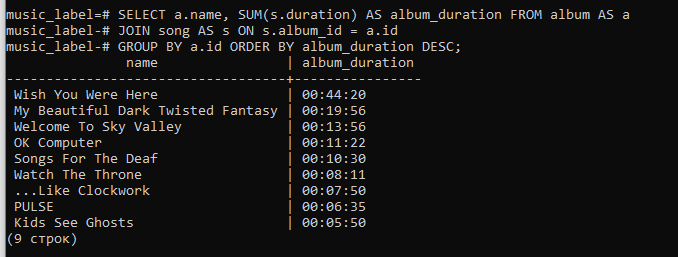 music_label=# SELECT a.name, SUM(s.duration) AS album_duration FROM album AS a
music_label-# JOIN song AS s ON s.album_id = a.id
music_label-# GROUP BY a.id ORDER BY album_duration DESC;
               name                | album_duration
-----------------------------------+----------------
 Wish You Were Here                | 00:44:20
 My Beautiful Dark Twisted Fantasy | 00:19:56
 Welcome To Sky Valley             | 00:13:56
 OK Computer                       | 00:11:22
 Songs For The Deaf                | 00:10:30
 Watch The Throne                  | 00:08:11
 ...Like Clockwork                 | 00:07:50
 PULSE                             | 00:06:35
 Kids See Ghosts                   | 00:05:50
(9 строк)